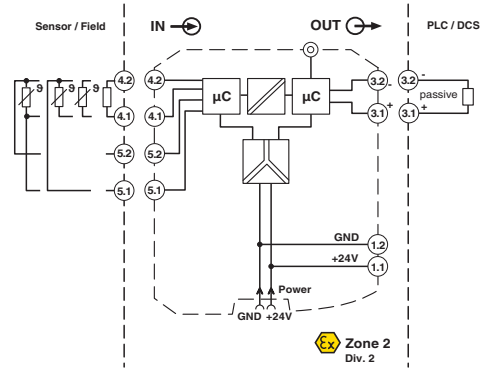 Sensor / Field
IN
OUT
PLC / DCS
ϑ ϑ ϑ
4.2 4.2 µC µC 3.2 - 3.2 -
passive
4.1 4.1 3.1 + 3.1 +
5.2 5.2
5.1 5.1
GND 1.2
+24V 1.1
Power
GND +24V
Ex Zone 2
Div. 2